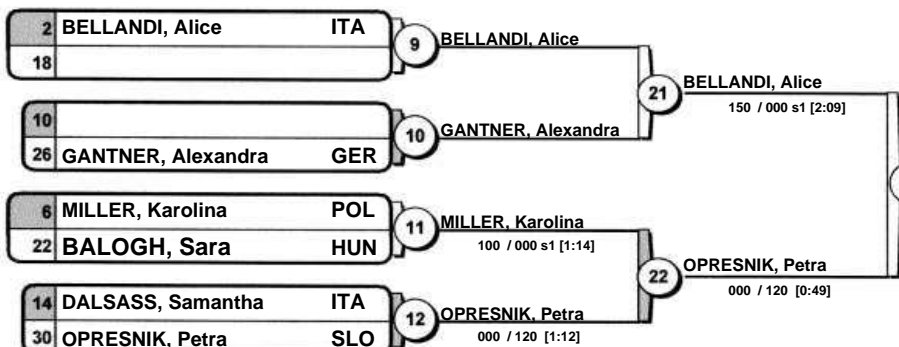 2 BELLANDI, Alice ITA
18
9
BELLANDI, Alice
10
26 GANTNER, Alexandra GER
10
GANTNER, Alexandra
21
BELLANDI, Alice
150 / 000 s1 [2:09]
6 MILLER, Karolina POL
22 BALOGH, Sara HUN
11
MILLER, Karolina
100 / 000 s1 [1:14]
14 DALSASS, Samantha ITA
30 OPRESNIK, Petra SLO
12
OPRESNIK, Petra
000 / 120 [1:12]
22
OPRESNIK, Petra
000 / 120 [0:49]